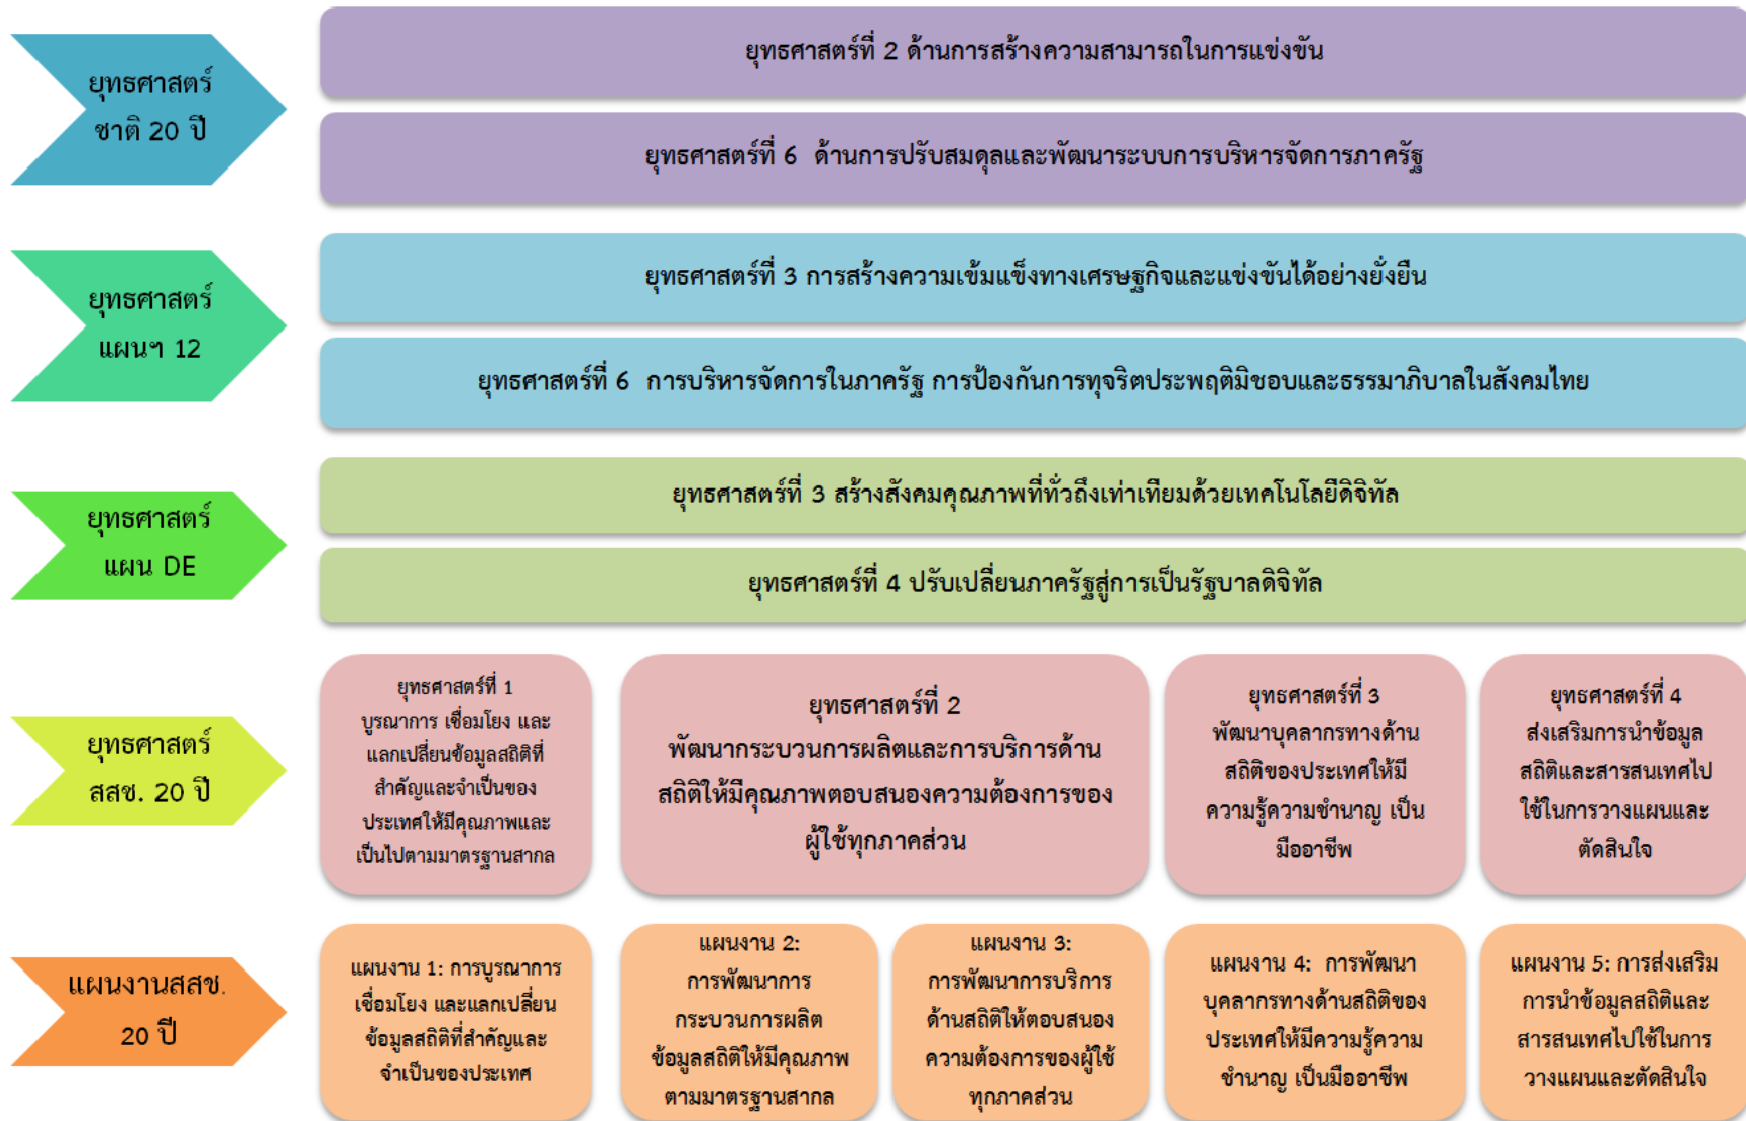 ยุทธศาสตร์
ชาติ 20 ปี
ยุทธศาสตร์ที่ 2 ด้านการสร้างความสามารถในการแข่งขัน
ยุทธศาสตร์ที่ 6 ด้านการปรับสมดุลและพัฒนาระบบการบริหารจัดการภาครัฐ
ยุทธศาสตร์
แผนฯ 12
ยุทธศาสตร์ที่ 3 การสร้างความเข้มแข็งทางเศรษฐกิจและแข่งขันได้อย่างยั่งยืน
ยุทธศาสตร์ที่ 6 การบริหารจัดการในภาครัฐ การป้องกันการทุจริตประพฤติมิชอบและธรรมาภิบาลในสังคมไทย
ยุทธศาสตร์
แผน DE
ยุทธศาสตร์ที่ 3 สร้างสังคมคุณภาพที่ทั่วถึงเท่าเทียมด้วยเทคโนโลยีดิจิทัล
ยุทธศาสตร์ที่ 4 ปรับเปลี่ยนภาครัฐสู่การเป็นรัฐบาลดิจิทัล
ยุทธศาสตร์
สสช. 20 ปี
ยุทธศาสตร์ที่ 1
บูรณาการ เชื่อมโยง และ
แลกเปลี่ยนข้อมูลสถิติที่
สำคัญและจำเป็นของ
ประเทศให้มีคุณภาพและ
เป็นไปตามมาตรฐานสากล
ยุทธศาสตร์ที่ 2
พัฒนากระบวนการผลิตและการบริการด้าน
สถิติให้มีคุณภาพตอบสนองความต้องการของ
ผู้ใช้ทุกภาคส่วน
ยุทธศาสตร์ที่ 3
พัฒนาบุคลากรทางด้าน
สถิติของประเทศให้มี
ความรู้ความชำนาญ เป็น
มืออาชีพ
ยุทธศาสตร์ที่ 4
ส่งเสริมการนำข้อมูล
สถิติและสารสนเทศไป
ใช้ในการวางแผนและ
ตัดสินใจ
แผนงานสสช.
20 ปี
แผนงาน 1: การบูรณาการ
เชื่อมโยง และแลกเปลี่ยน
ข้อมูลสถิติที่สำคัญและ
จำเป็นของประเทศ
แผนงาน 2:
การพัฒนาการ
กระบวนการผลิต
ข้อมูลสถิติให้มีคุณภาพ
ตามมาตรฐานสากล
แผนงาน 3:
การพัฒนาการบริการ
ด้านสถิติให้ตอบสนอง
ความต้องการของผู้ใช้
ทุกภาคส่วน
แผนงาน 4: การพัฒนา
บุคลากรทางด้านสถิติของ
ประเทศให้มีความรู้ความ
ชำนาญ เป็นมืออาชีพ
แผนงาน 5: การส่งเสริม
การนำข้อมูลสถิติและ
สารสนเทศไปใช้ในการ
วางแผนและตัดสินใจ